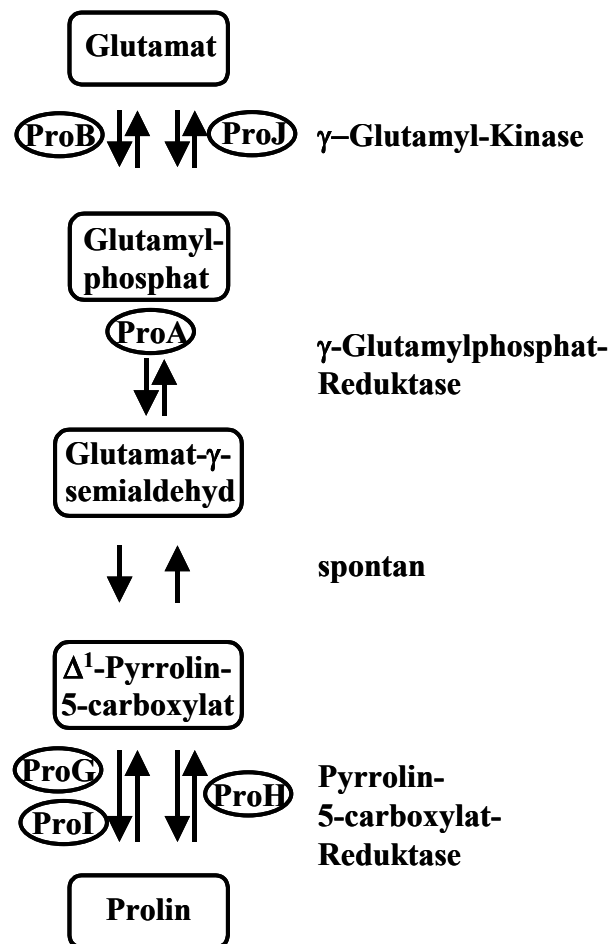 Glutamat
ProB
ProJ
γ–Glutamyl-Kinase
Glutamyl-
phosphat
ProA
γ-Glutamylphosphat-
Reduktase
Glutamat-γ-
semialdehyd
spontan
Δ¹-Pyrrolin-
5-carboxylat
ProG
ProI
ProH
Pyrrolin-
5-carboxylat-
Reduktase
Prolin